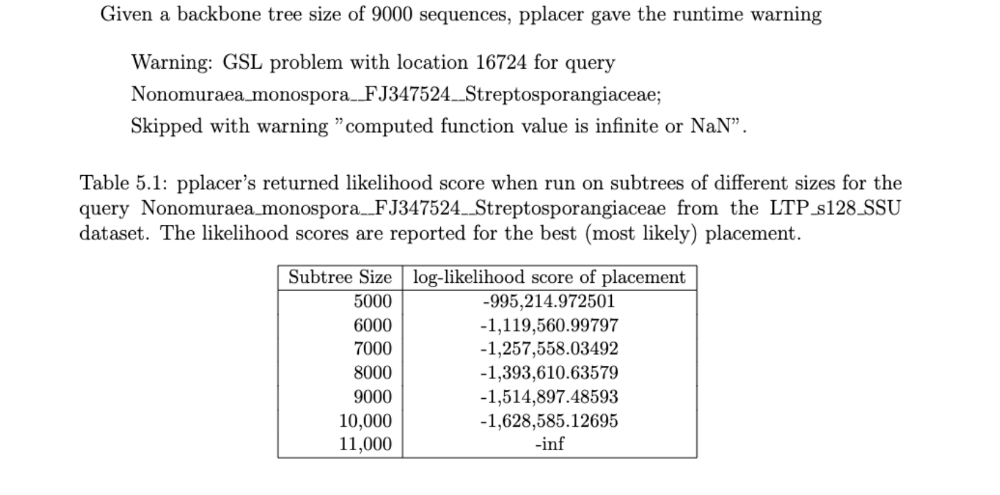 Given a backbone tree size of 9000 sequences, pplacer gave the runtime warning
Warning: GSL problem with location 16724 for query
Nonomuraea_monospora__FJ347524__Streptosporangiaceae;
Skipped with warning ”computed function value is infinite or NaN”.
Table 5.1: pplacer’s returned likelihood score when run on subtrees of different sizes for the
query Nonomuraea_monospora__FJ347524__Streptosporangiaceae from the LTP_s128_SSU
dataset. The likelihood scores are reported for the best (most likely) placement.
Subtree Size log-likelihood score of placement
5000 -995,214.972501
6000 -1,119,560.99797
7000 -1,257,558.03492
8000 -1,393,610.63579
9000 -1,514,897.48593
10,000 -1,628,585.12695
11,000 -inf